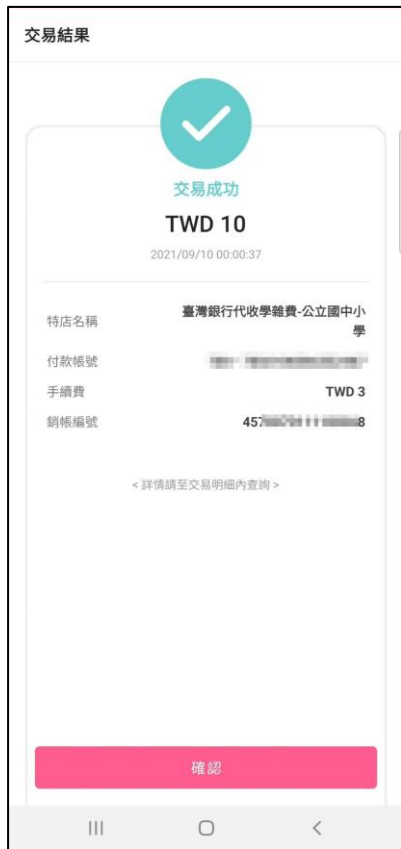 交易結果
交易成功
TWD 10
2021/09/10 00:00:37
特店名稱 臺灣銀行代收學雜費-公立國中小
學
付款帳號
手續費 TWD 3
銷帳編號 457 8
< 詳情請至交易明細內查詢 >
確認